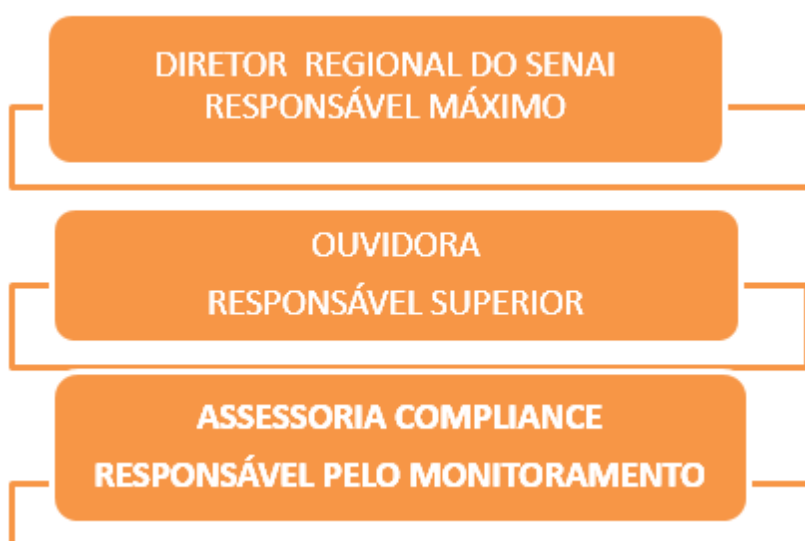 DIRETOR REGIONAL DO SENAI
RESPONSÁVEL MÁXIMO
OUVIDORA
RESPONSÁVEL SUPERIOR
ASSESSORIA COMPLIANCE
RESPONSÁVEL PELO MONITORAMENTO